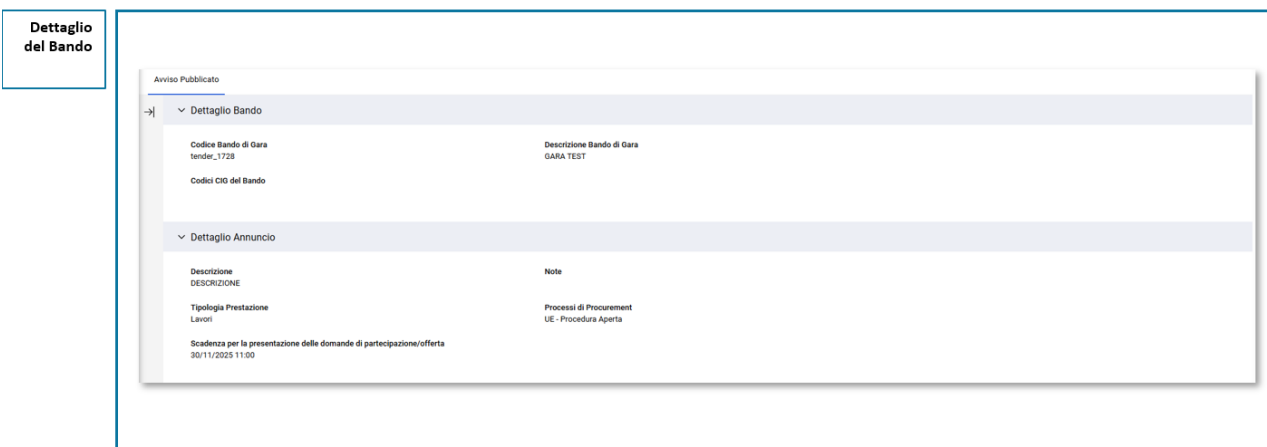 Dettaglio
del Bando
Avviso Pubblicato
Dettaglio Bando
Codice Bando di Gara
tender_1728
Descrizione Bando di Gara
GARA TEST
Codici CIG del Bando
Dettaglio Annuncio
Descrizione
DESCRIZIONE
Note
Tipologia Prestazione
Lavori
Processi di Procurement
UE - Procedura Aperta
Scadenza per la presentazione delle domande di partecipazione/offerta
30/11/2025 11:00